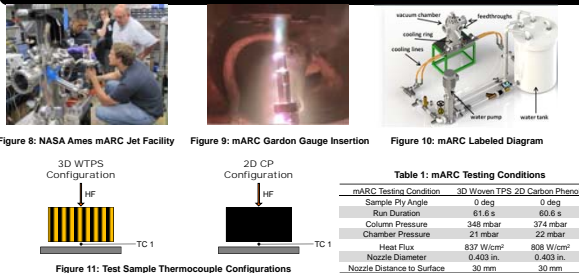 vacuum chamber
feedthroughs
cooling ring
cooling lines
water pump
water tank
Figure 8: NASA Ames mARC Jet Facility
Figure 9: mARC Gardon Gauge Insertion
Figure 10: mARC Labeled Diagram
3D WTPS
Configuration
HF
TC 1
2D CP
Configuration
HF
TC 1
Figure 11: Test Sample Thermocouple Configurations
Table 1: mARC Testing Conditions
mARC Testing Condition 3D Woven TPS 2D Carbon Pheno
Sample Ply Angle 0 deg 0 deg
Run Duration 61.6 s 60.6 s
Column Pressure 348 mbar 374 mbar
Chamber Pressure 21 mbar 22 mbar
Heat Flux 837 W/cm² 808 W/cm²
Nozzle Diameter 0.403 in. 0.403 in.
Nozzle Distance to Surface 30 mm 30 mm